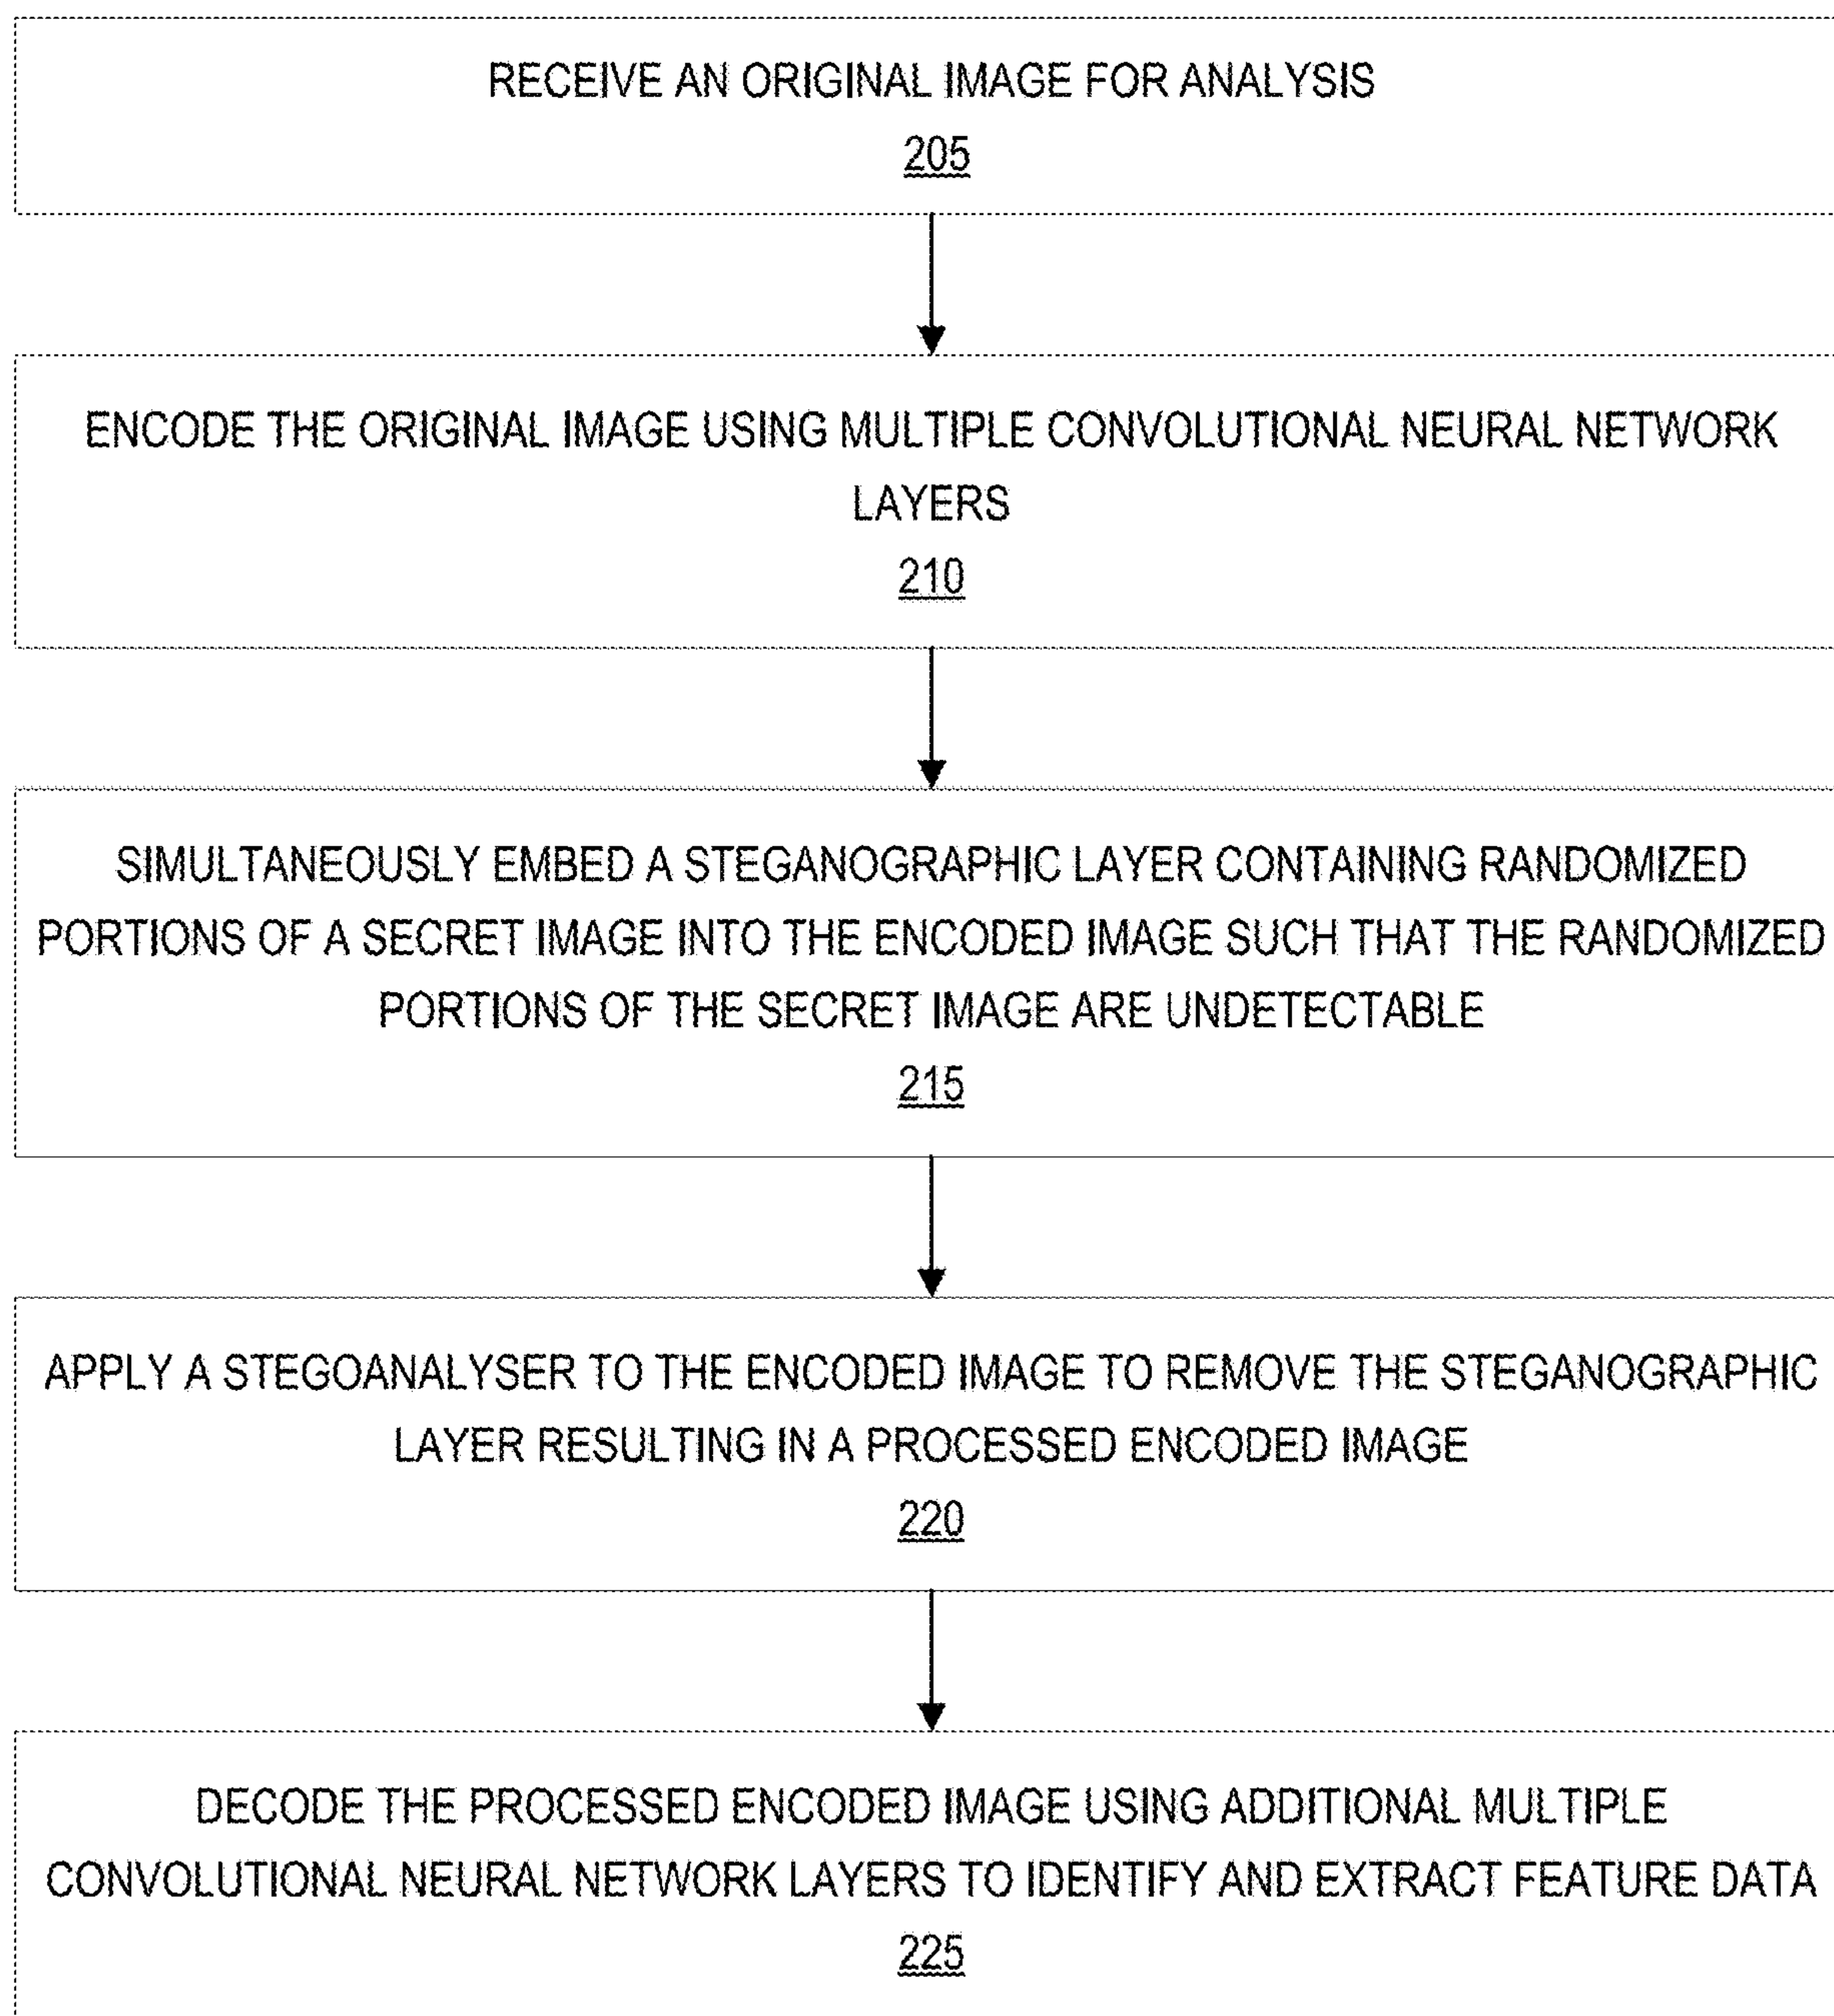 RECEIVE AN ORIGINAL IMAGE FOR ANALYSIS
205
ENCODE THE ORIGINAL IMAGE USING MULTIPLE CONVOLUTIONAL NEURAL NETWORK
LAYERS
210
SIMULTANEOUSLY EMBED A STEGANOGRAPHIC LAYER CONTAINING RANDOMIZED
PORTIONS OF A SECRET IMAGE INTO THE ENCODED IMAGE SUCH THAT THE RANDOMIZED
PORTIONS OF THE SECRET IMAGE ARE UNDETECTABLE
215
APPLY A STEGOANALYSER TO THE ENCODED IMAGE TO REMOVE THE STEGANOGRAPHIC
LAYER RESULTING IN A PROCESSED ENCODED IMAGE
220
DECODE THE PROCESSED ENCODED IMAGE USING ADDITIONAL MULTIPLE
CONVOLUTIONAL NEURAL NETWORK LAYERS TO IDENTIFY AND EXTRACT FEATURE DATA
225